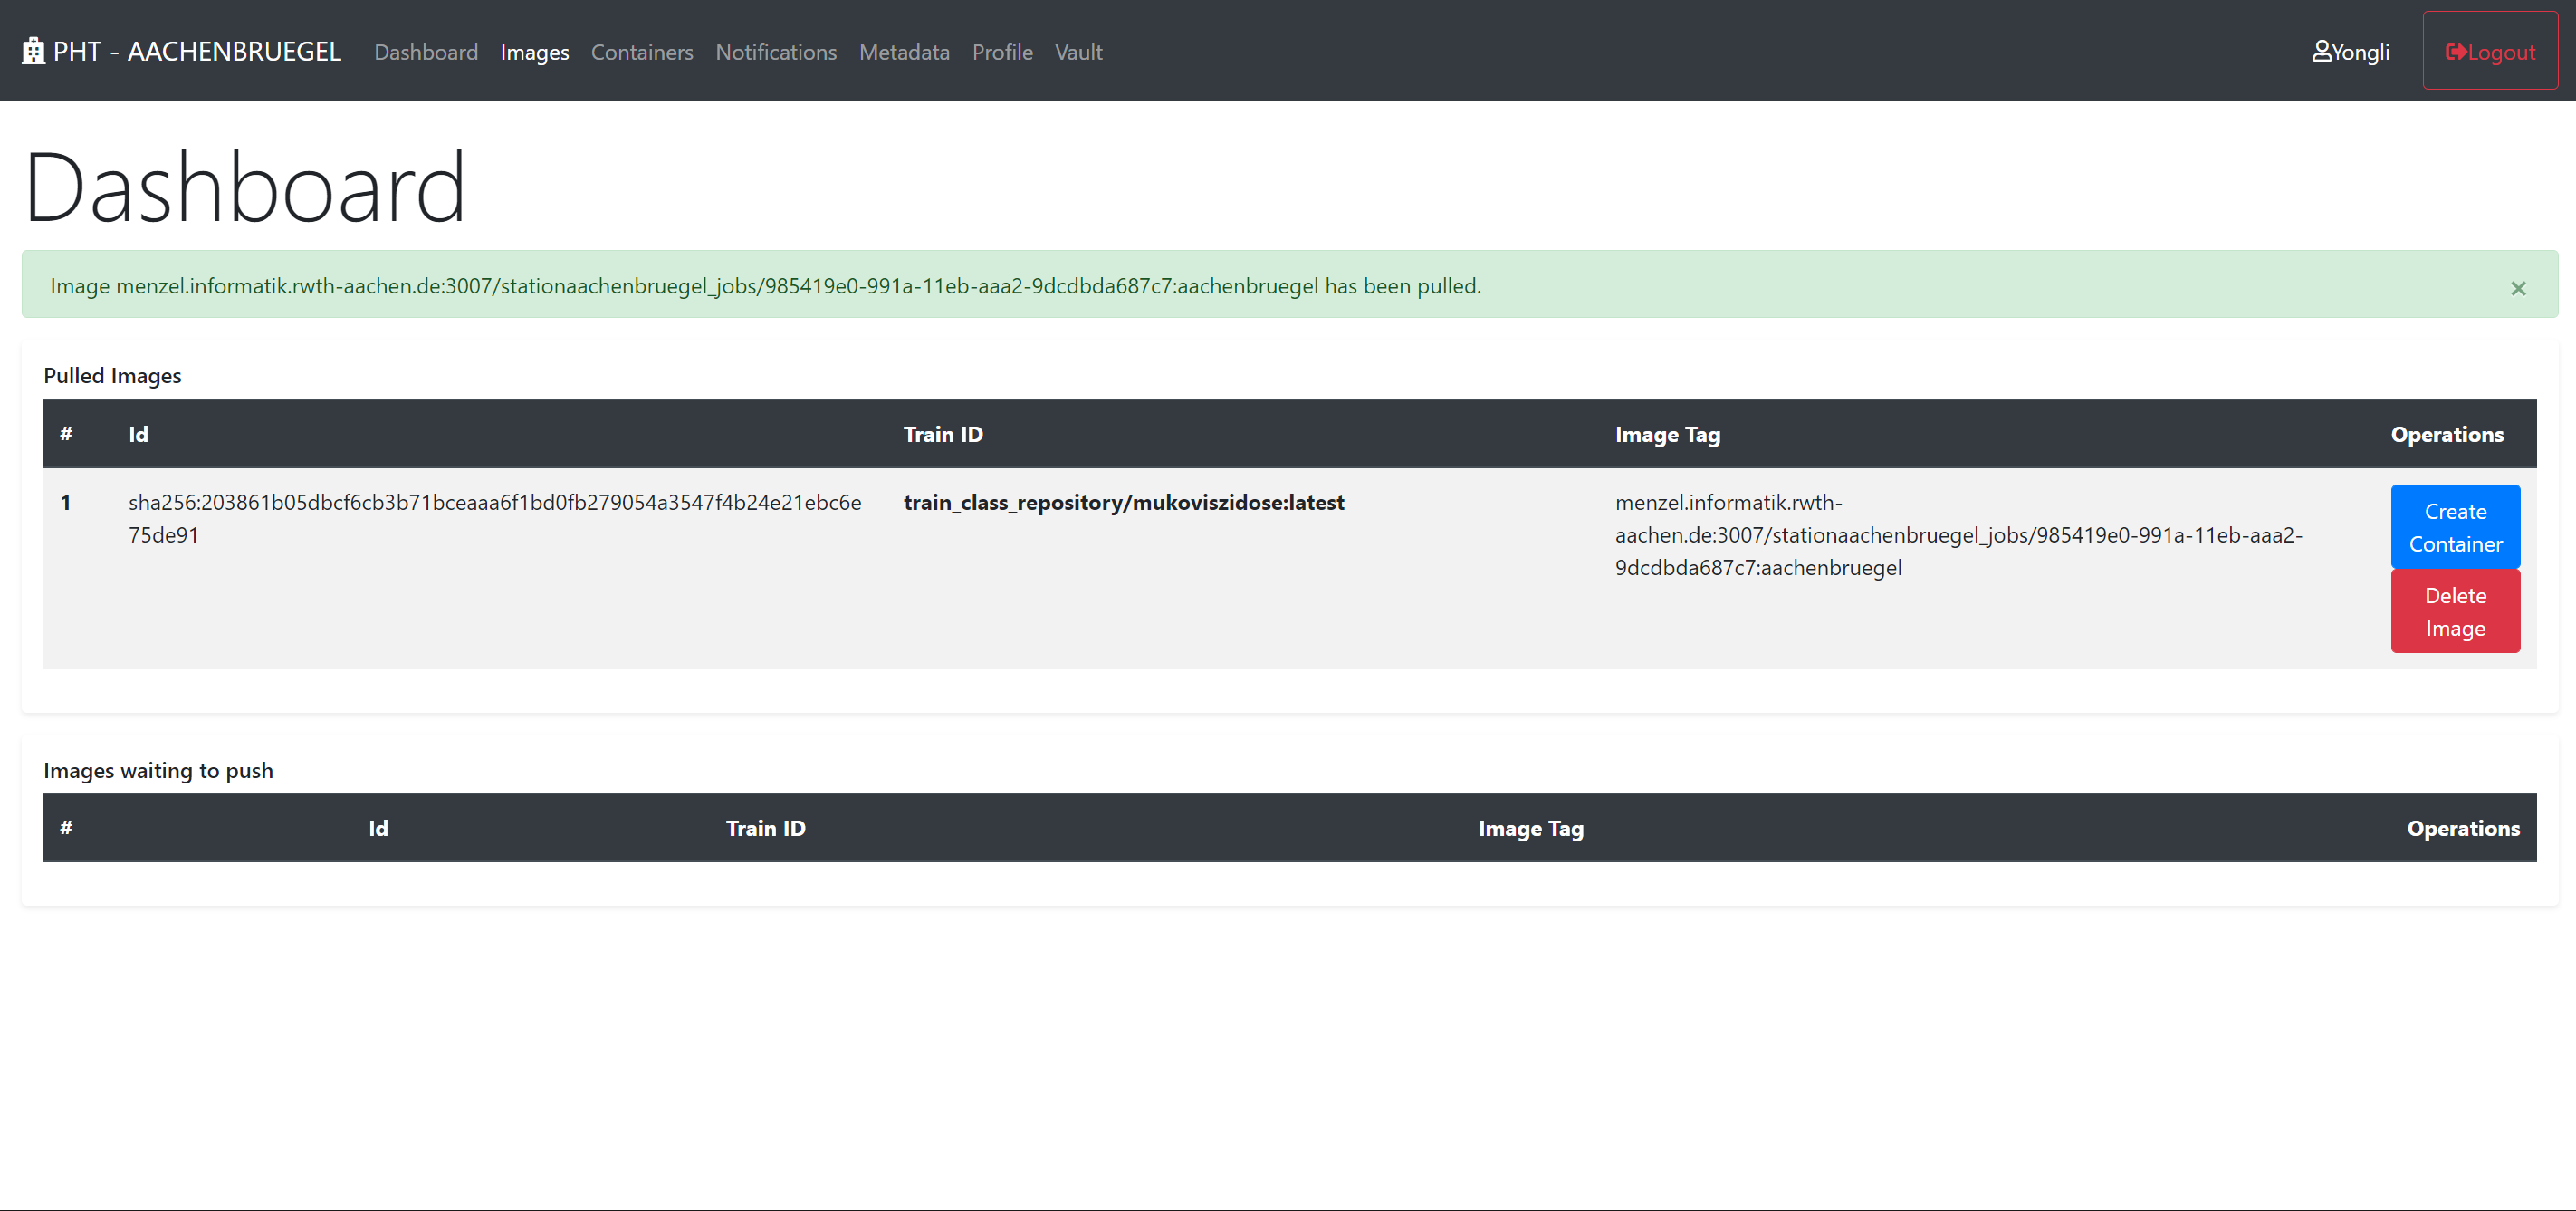 PHT - AACHENBRUEGEL Dashboard Images Containers Notifications Metadata Profile Vault Yongli Logout
Dashboard
Image menzel.informatik.rwth-aachen.de:3007/stationaachenbruegel_jobs/985419e0-991a-11eb-aaa2-9dcdbda687c7:aachenbruegel has been pulled. ×
Pulled Images
# Id Train ID Image Tag Operations
1 sha256:203861b05dbcf6cb3b71bceaaa6f1bd0fb279054a3547f4b24e21ebc6e train_class_repository/mukoviszidose:latest menzel.informatik.rwth- Create
75de91 aachen.de:3007/stationaachenbruegel_jobs/985419e0-991a-11eb-aaa2- Container
9dcdbda687c7:aachenbruegel
Delete
Image
Images waiting to push
# Id Train ID Image Tag Operations